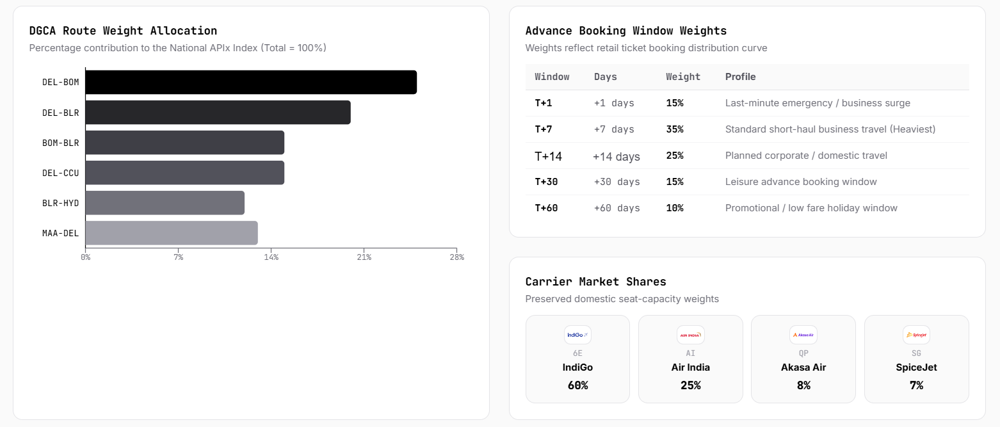 DGCA Route Weight Allocation
Percentage contribution to the National APIx Index (Total = 100%)
DEL-BOM
DEL-BLR
BOM-BLR
DEL-CCU
BLR-HYD
MAA-DEL
0% 7% 14% 21% 28%
Advance Booking Window Weights
Weights reflect retail ticket booking distribution curve
Window Days Weight Profile
T+1 +1 days 15% Last-minute emergency / business surge
T+7 +7 days 35% Standard short-haul business travel (Heaviest)
T+14 +14 days 25% Planned corporate / domestic travel
T+30 +30 days 15% Leisure advance booking window
T+60 +60 days 10% Promotional / low fare holiday window
Carrier Market Shares
Preserved domestic seat-capacity weights
IndiGo AIR INDIA Akasa Air Spicejet
6E AI QP SG
IndiGo Air India Akasa Air SpiceJet
60% 25% 8% 7%